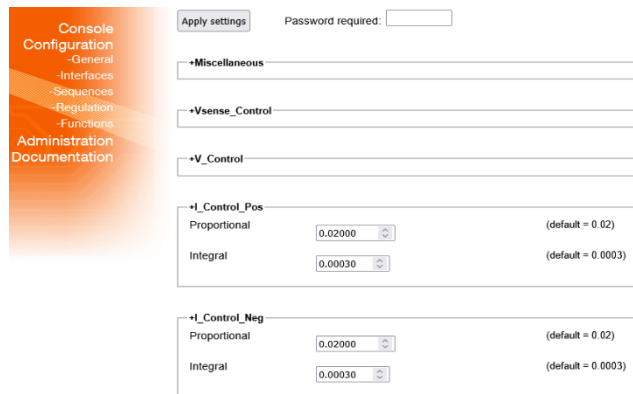 Console
Configuration
-General
-Interfaces
-Sequences
-Regulation
-Functions
Administration
Documentation
Apply settings Password required:
+Miscellaneous
+Vsense_Control
+V_Control
+I_Control_Pos
Proportional 0.02000 (default = 0.02)
Integral 0.00030 (default = 0.0003)
+I_Control_Neg
Proportional 0.02000 (default = 0.02)
Integral 0.00030 (default = 0.0003)